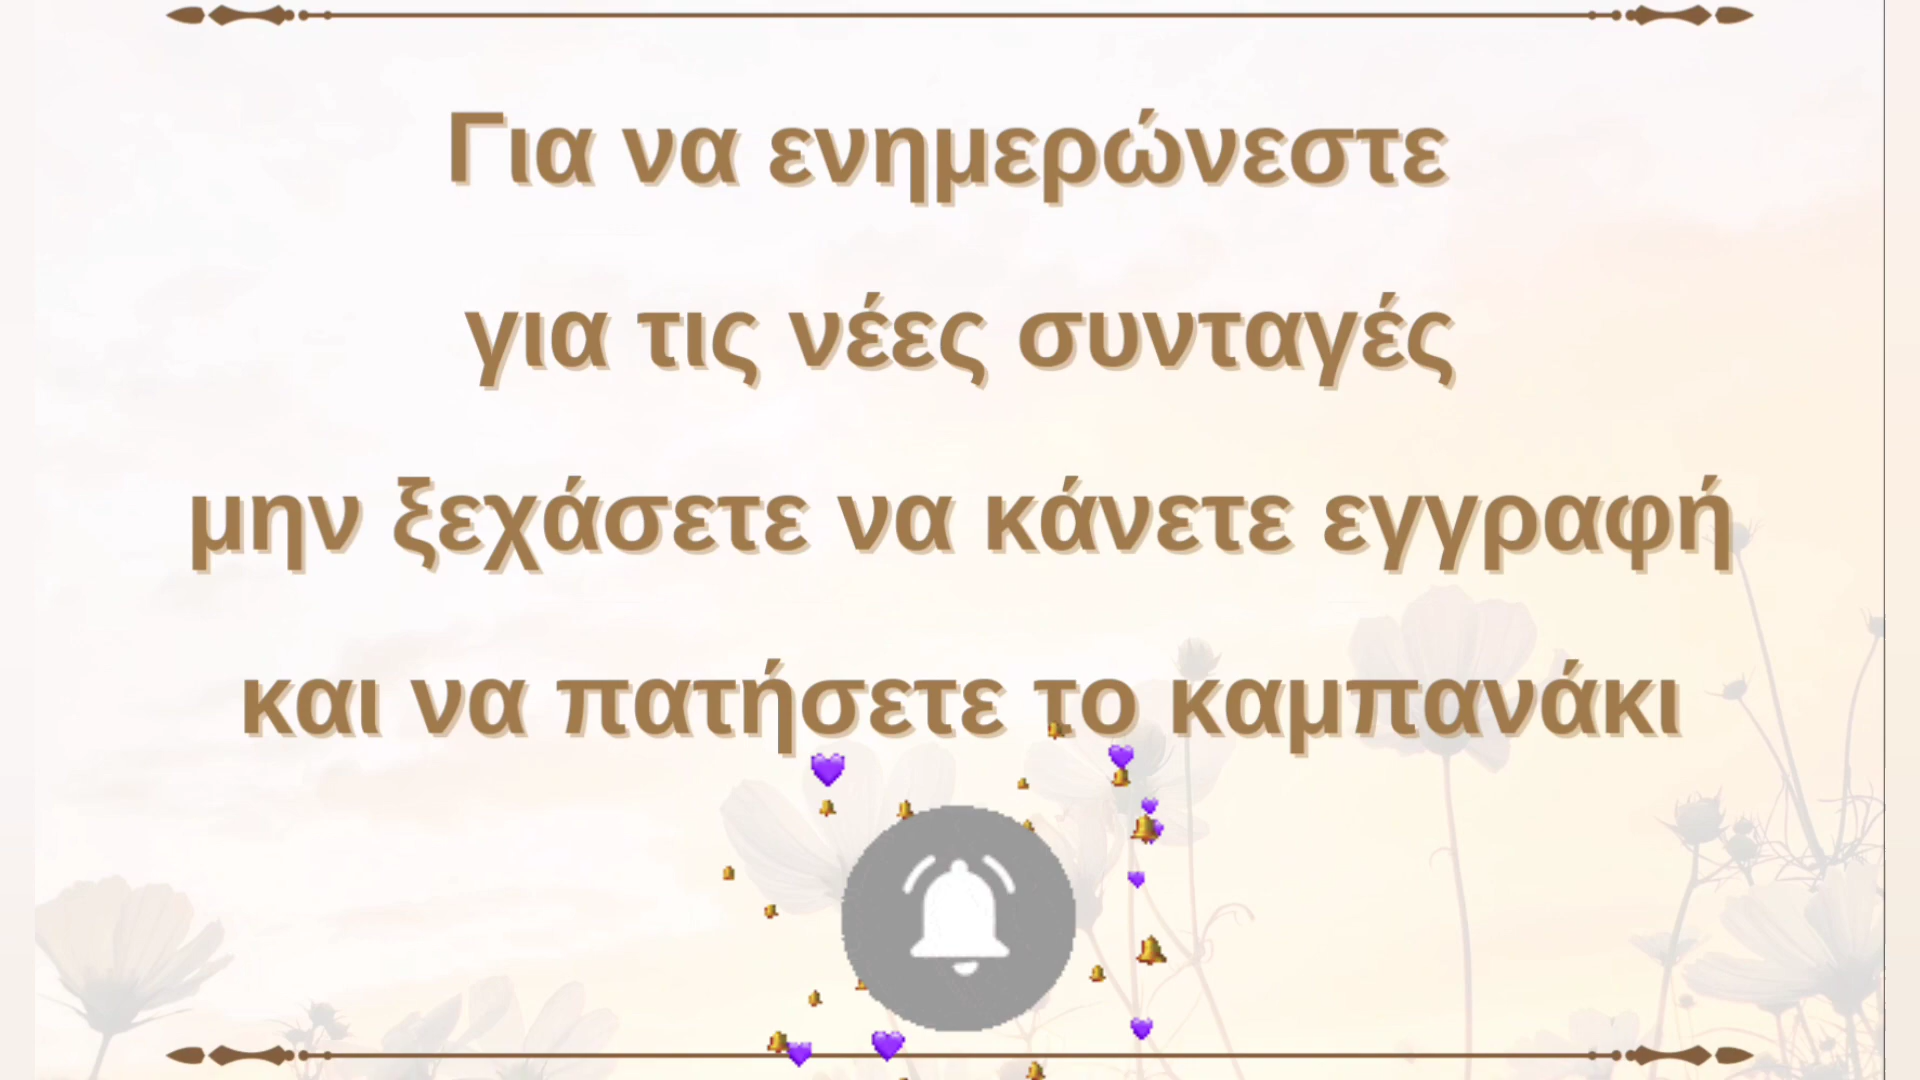 Για να ενημερώνεστε
για τις νέες συνταγές
μην ξεχάσετε να κάνετε εγγραφή
και να πατήσετε το καμπανάκι